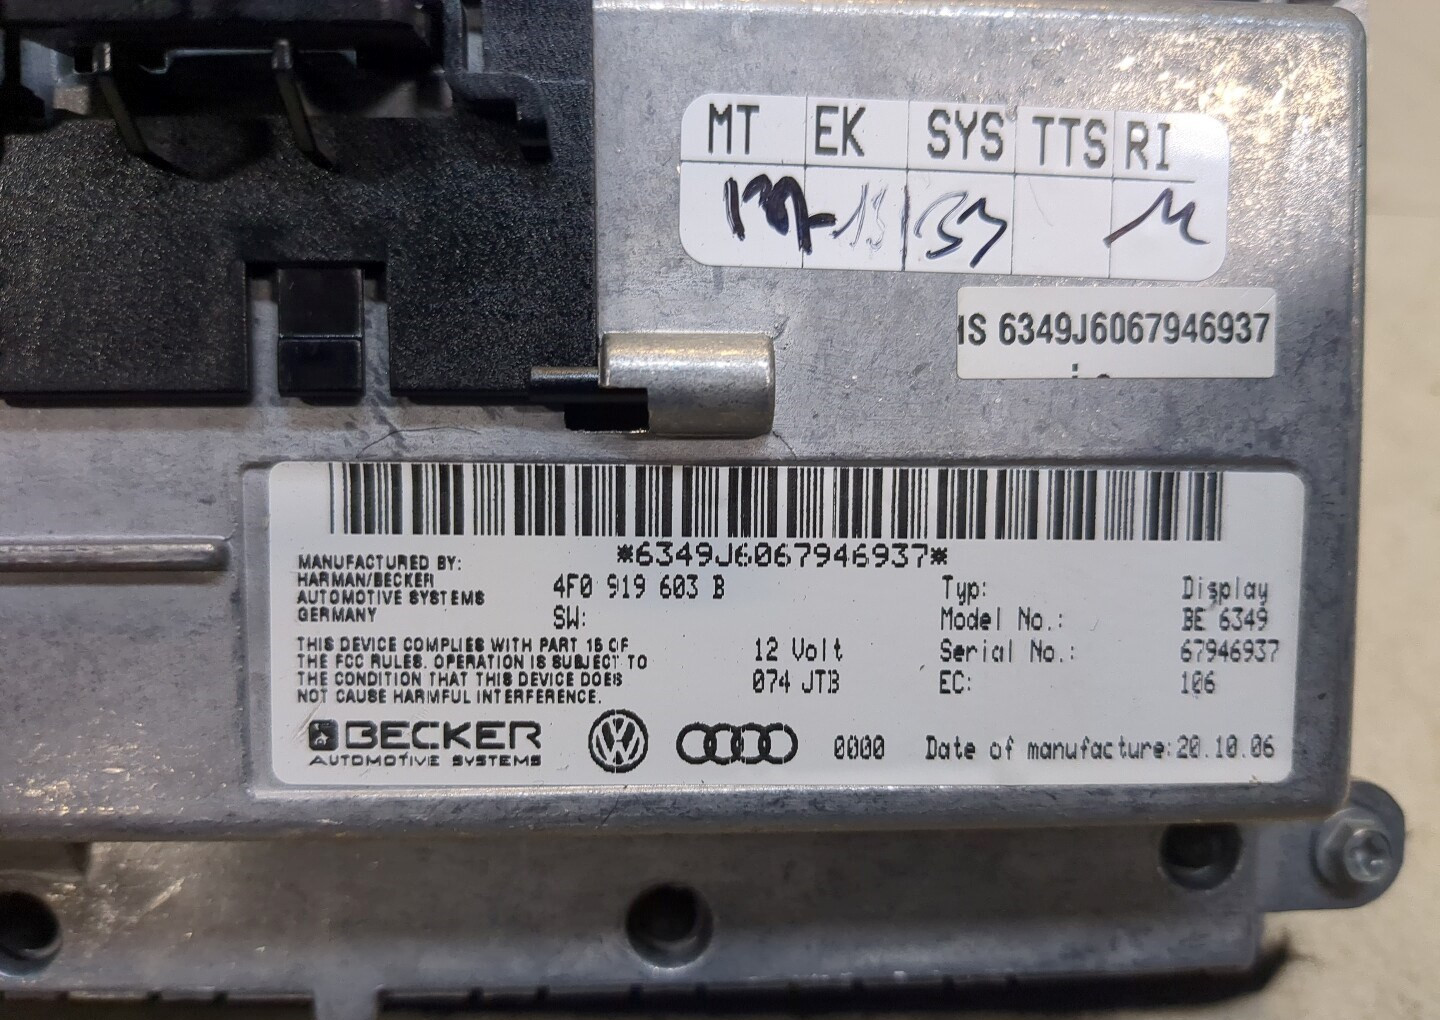 MT EK SYS TTS RI
S 6349J6067946937
*6349J6067946937*
MANUFACTURED BY:
HARMAN/BECKER
AUTOMOTIVE SYSTEMS
GERMANY
4F0 919 603 B
SW:
THIS DEVICE COMPLIES WITH PART 15 OF
THE FCC RULES. OPERATION IS SUBJECT TO
THE CONDITION THAT THIS DEVICE DOES
NOT CAUSE HARMFUL INTERFERENCE.
12 Volt
074 JTB
Typ: Display
Model No.: BE 6349
Serial No.: 67946937
EC: 106
BECKER
AUTOMOTIVE SYSTEMS
0000
Date of manufacture: 20.10.06